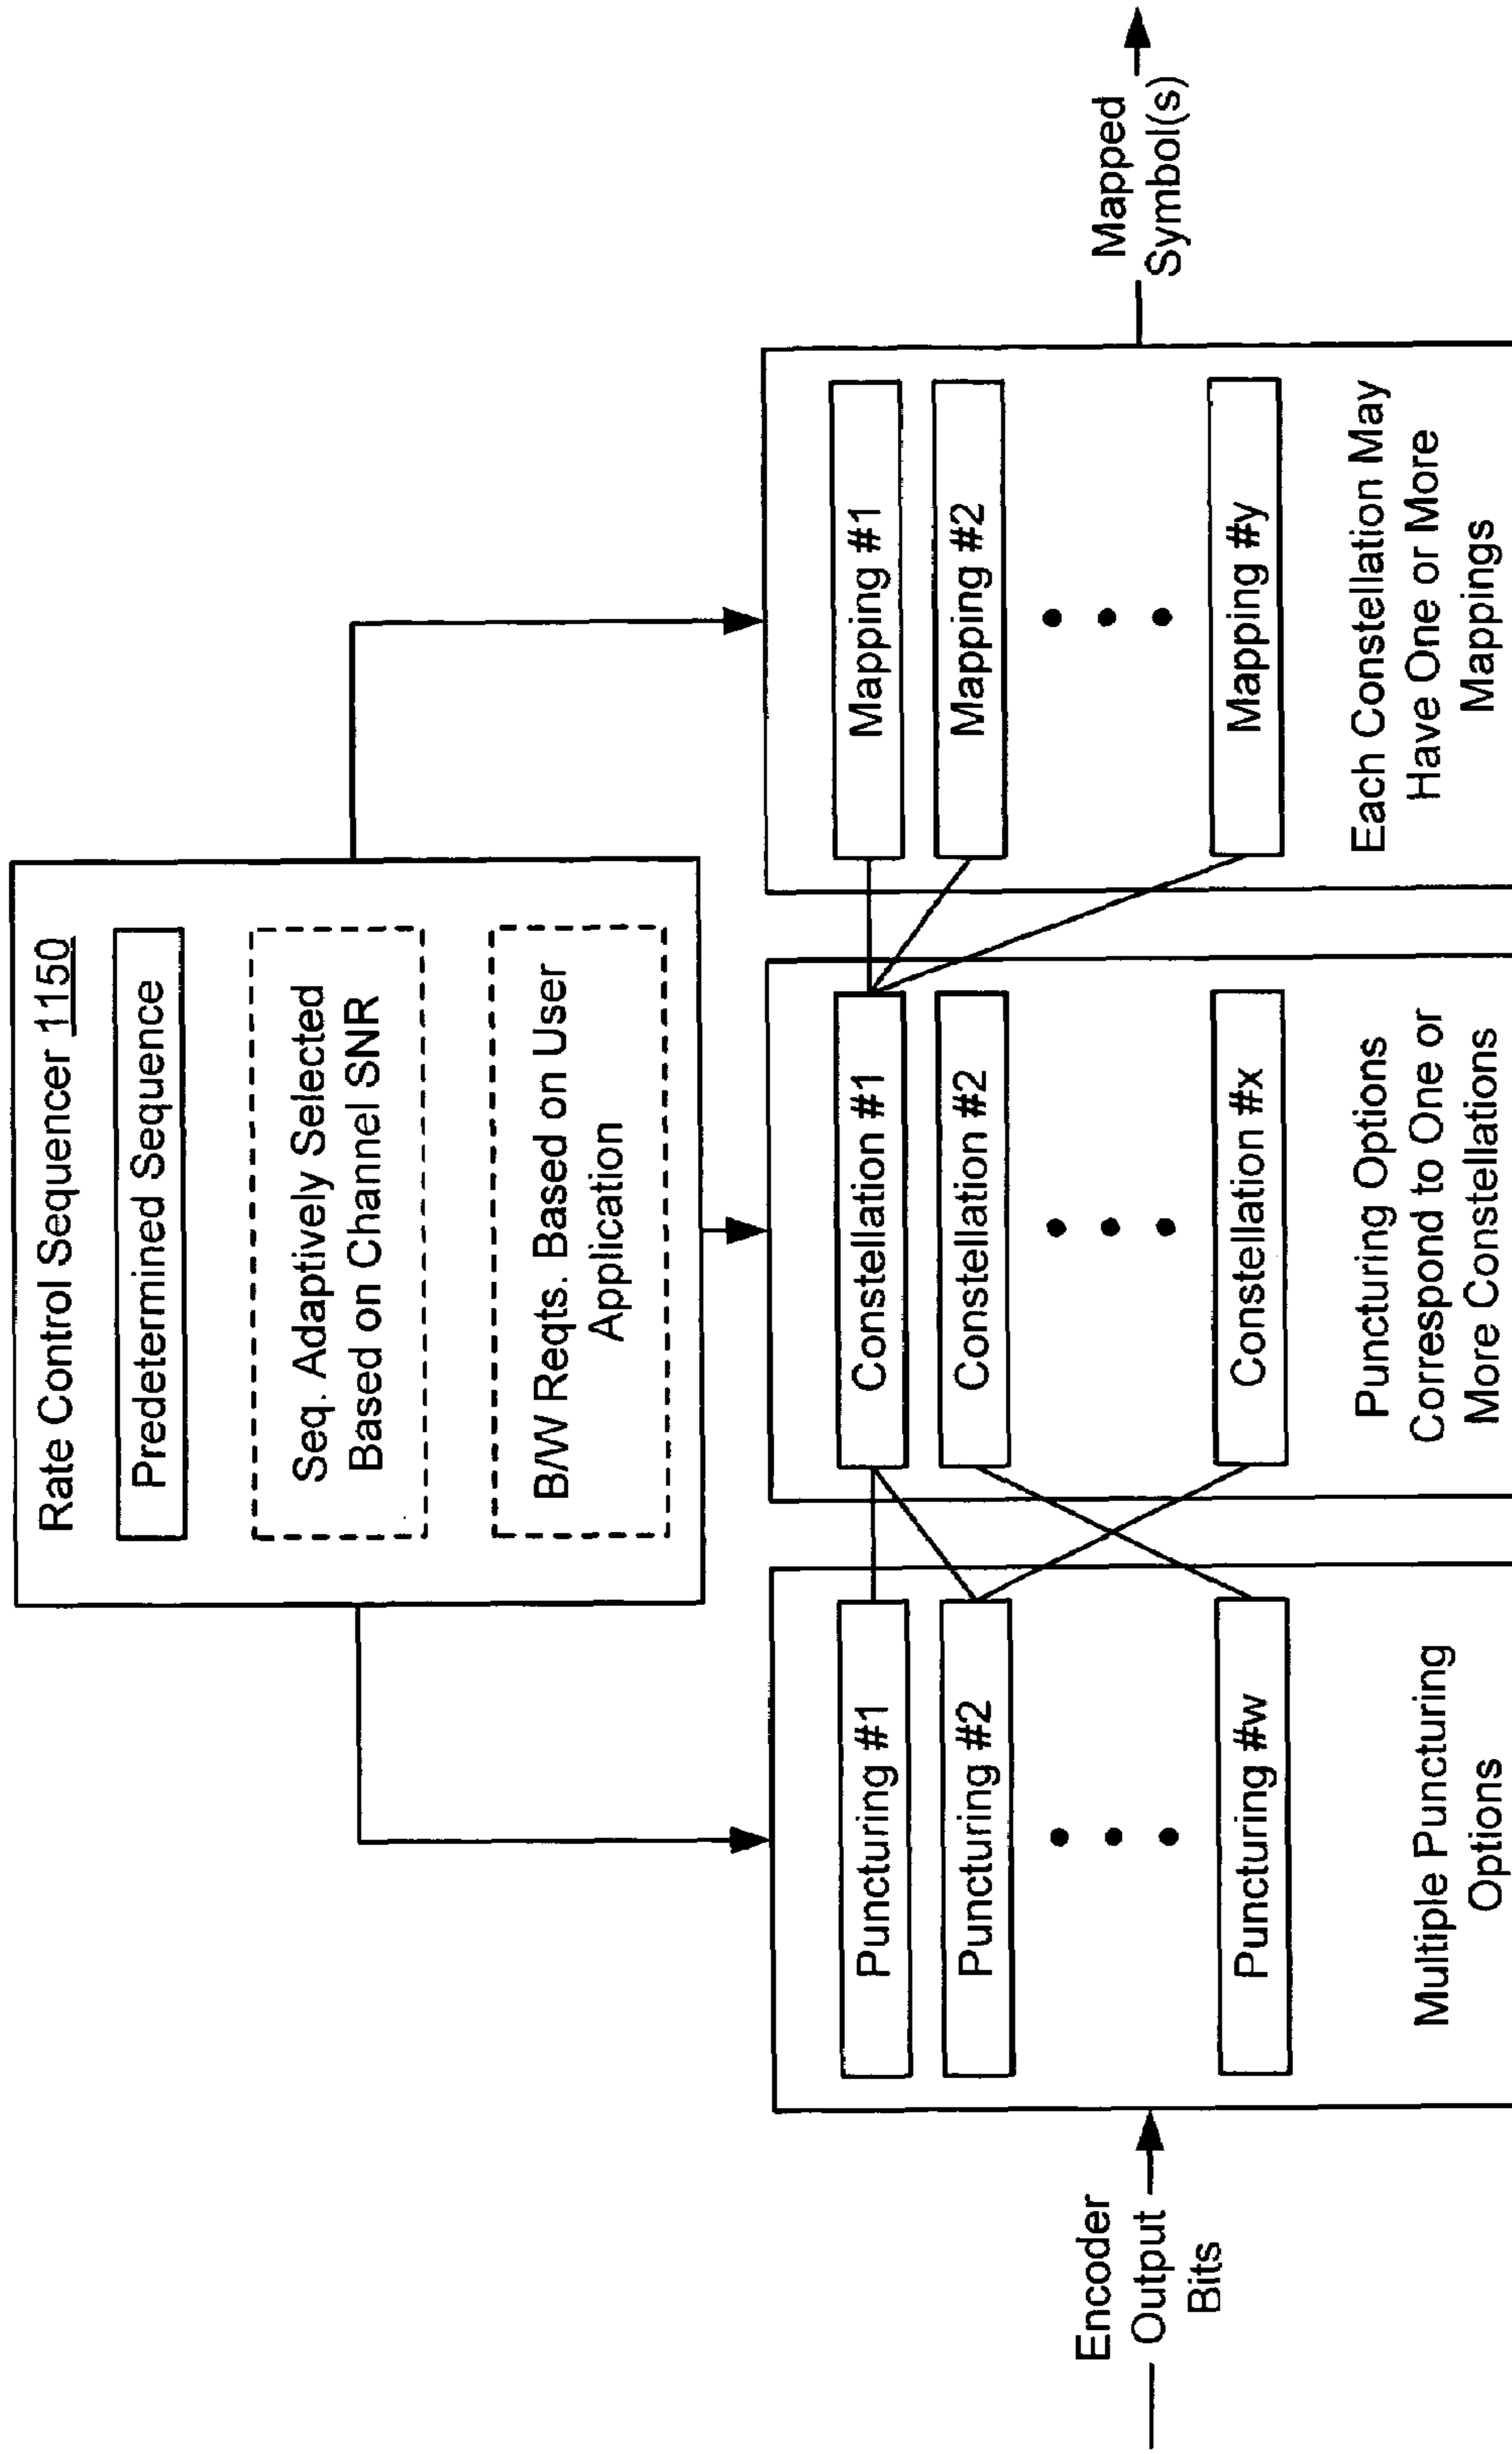 Rate Control Sequencer 1150
Predetermined Sequence
Seq. Adaptively Selected
Based on Channel SNR
B/W Reqts. Based on User
Application
Encoder
Output
Bits
Puncturing #1
Puncturing #2
Puncturing #w
Multiple Puncturing
Options
Constellation #1
Constellation #2
Constellation #x
Puncturing Options
Correspond to One or
More Constellations
Mapping #1
Mapping #2
Mapping #y
Each Constellation May
Have One or More
Mappings
Mapped
Symbol(s)